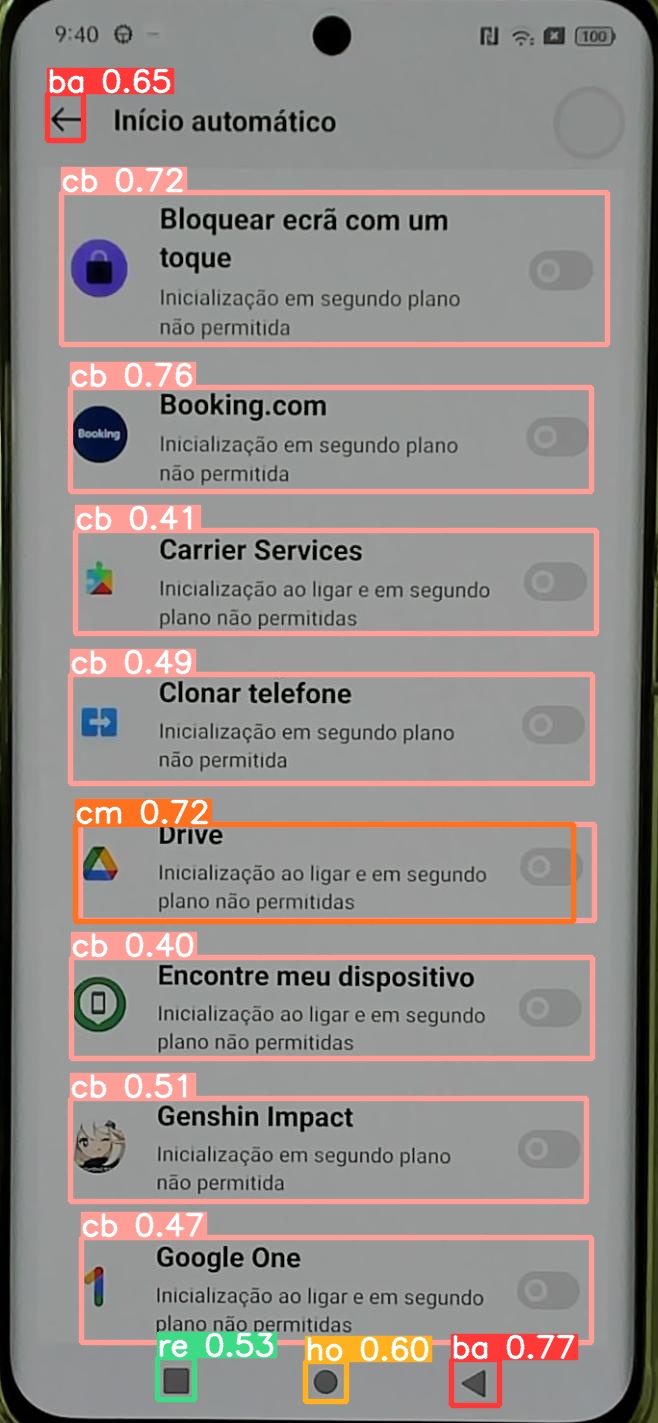 9:40
100
ba 0.65
Início automático
cb 0.72
Bloquear ecrã com um
toque
Inicialização em segundo plano
não permitida
cb 0.76
Booking.com
Booking
Inicialização em segundo plano
não permitida
cb 0.41
Carrier Services
Inicialização ao ligar e em segundo
plano não permitidas
cb 0.49
Clonar telefone
Inicialização em segundo plano
não permitida
cm 0.72
Drive
Inicialização ao ligar e em segundo
plano não permitidas
cb 0.40
Encontre meu dispositivo
Inicialização ao ligar e em segundo
plano não permitidas
cb 0.51
Genshin Impact
Inicialização em segundo plano
não permitida
cb 0.47
Google One
Inicialização ao ligar e em segundo
plano não permitidas
re 0.53
ho 0.60
ba 0.77